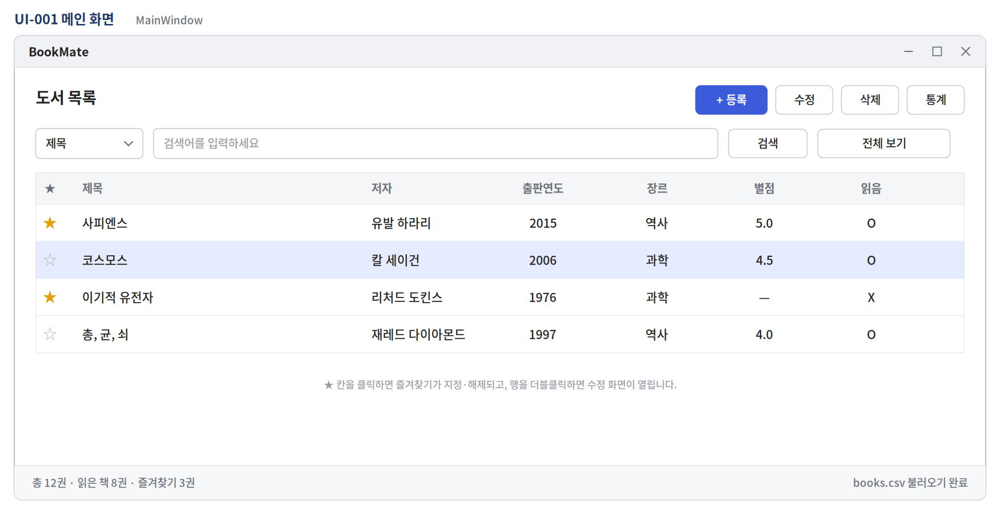 UI-001 메인 화면 MainWindow
BookMate
도서 목록 + 등록 수정 삭제 통계
제목 검색어를 입력하세요 검색 전체 보기
★ 제목 저자 출판연도 장르 별점 읽음
★ 사피엔스 유발 하라리 2015 역사 5.0 O
☆ 코스모스 칼 세이건 2006 과학 4.5 O
★ 이기적 유전자 리처드 도킨스 1976 과학 — X
☆ 총, 균, 쇠 재레드 다이아몬드 1997 역사 4.0 O
★ 칸을 클릭하면 즐겨찾기가 지정·해제되고, 행을 더블클릭하면 수정 화면이 열립니다.
총 12권 · 읽은 책 8권 · 즐겨찾기 3권 books.csv 불러오기 완료